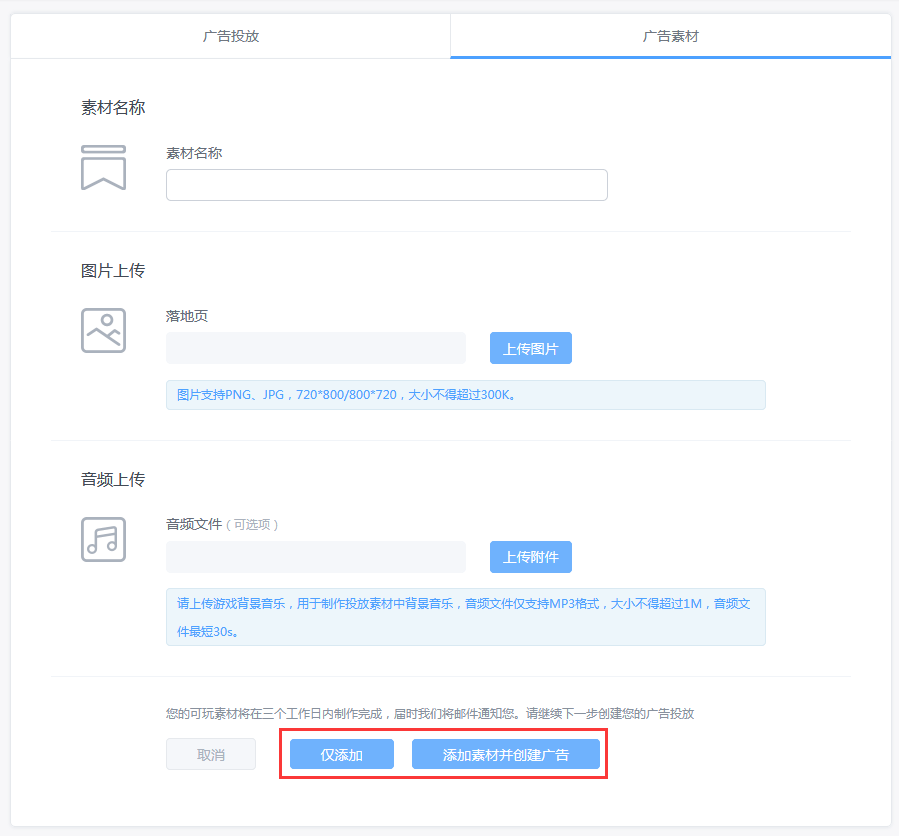 广告投放
广告素材
素材名称
素材名称
图片上传
落地页
上传图片
图片支持PNG、JPG，720*800/800*720，大小不得超过300K。
音频上传
音频文件（可选项）
上传附件
请上传游戏背景音乐，用于制作投放素材中背景音乐，音频文件仅支持MP3格式，大小不得超过1M，音频文
件最短30s。
您的可玩素材将在三个工作日内制作完成，届时我们将邮件通知您。请继续下一步创建您的广告投放
取消
仅添加
添加素材并创建广告